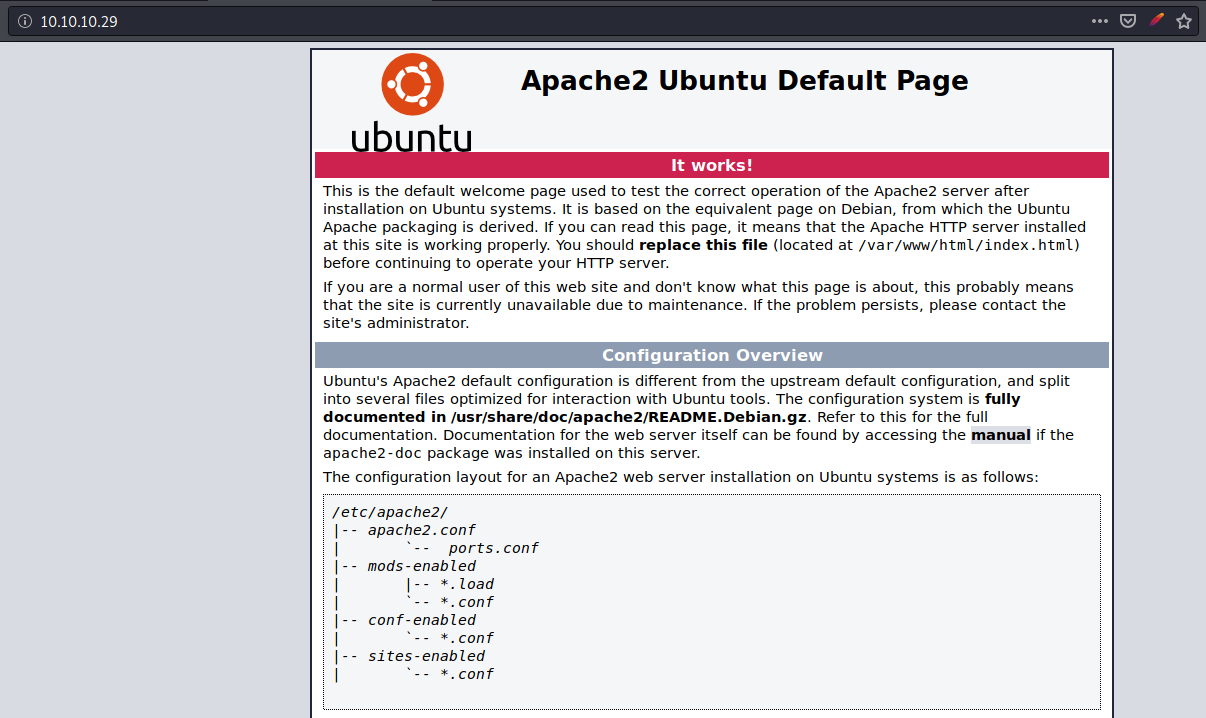 10.10.10.29
Apache2 Ubuntu Default Page
ubuntu
It works!
This is the default welcome page used to test the correct operation of the Apache2 server after
installation on Ubuntu systems. It is based on the equivalent page on Debian, from which the Ubuntu
Apache packaging is derived. If you can read this page, it means that the Apache HTTP server installed
at this site is working properly. You should replace this file (located at /var/www/html/index.html)
before continuing to operate your HTTP server.
If you are a normal user of this web site and don't know what this page is about, this probably means
that the site is currently unavailable due to maintenance. If the problem persists, please contact the
site's administrator.
Configuration Overview
Ubuntu's Apache2 default configuration is different from the upstream default configuration, and split
into several files optimized for interaction with Ubuntu tools. The configuration system is fully
documented in /usr/share/doc/apache2/README.Debian.gz. Refer to this for the full
documentation. Documentation for the web server itself can be found by accessing the manual if the
apache2-doc package was installed on this server.
The configuration layout for an Apache2 web server installation on Ubuntu systems is as follows:
/etc/apache2/
|-- apache2.conf
|       `--  ports.conf
|-- mods-enabled
|       |-- *.load
|       `-- *.conf
|-- conf-enabled
|       `-- *.conf
|-- sites-enabled
|       `-- *.conf